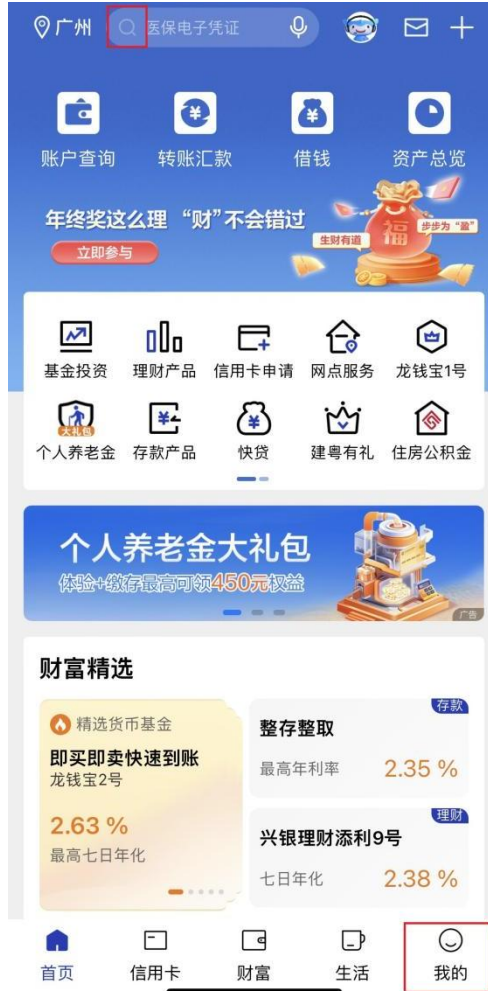 广州 医保电子凭证
账户查询 转账汇款 借钱 资产总览
年终奖这么理 “财”不会错过
立即参与
生财有道
福
步步为“盈”
基金投资 理财产品 信用卡申请 网点服务 龙钱宝1号
大礼包
个人养老金 存款产品 快贷 建粤有礼 住房公积金
个人养老金大礼包
体验+缴存最高可领450元权益
广告
财富精选
精选货币基金
即买即卖快速到账
龙钱宝2号
2.63 %
最高七日年化
存款
整存整取
最高年利率 2.35 %
理财
兴银理财添利9号
七日年化 2.38 %
首页 信用卡 财富 生活 我的